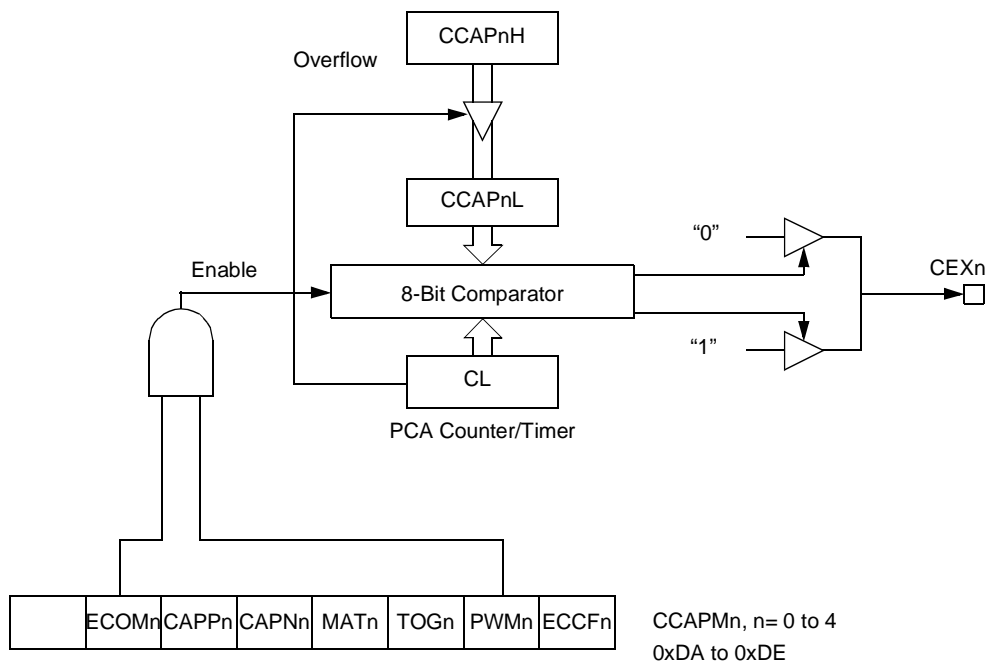 CCAPnH
Overflow
CCAPnL
“0”
Enable
CEXn
8-Bit Comparator
“1”
CL
PCA Counter/Timer
ECOMn CAPPn CAPNn MATn TOGn PWMn ECCFn
CCAPMn, n= 0 to 4
0xDA to 0xDE